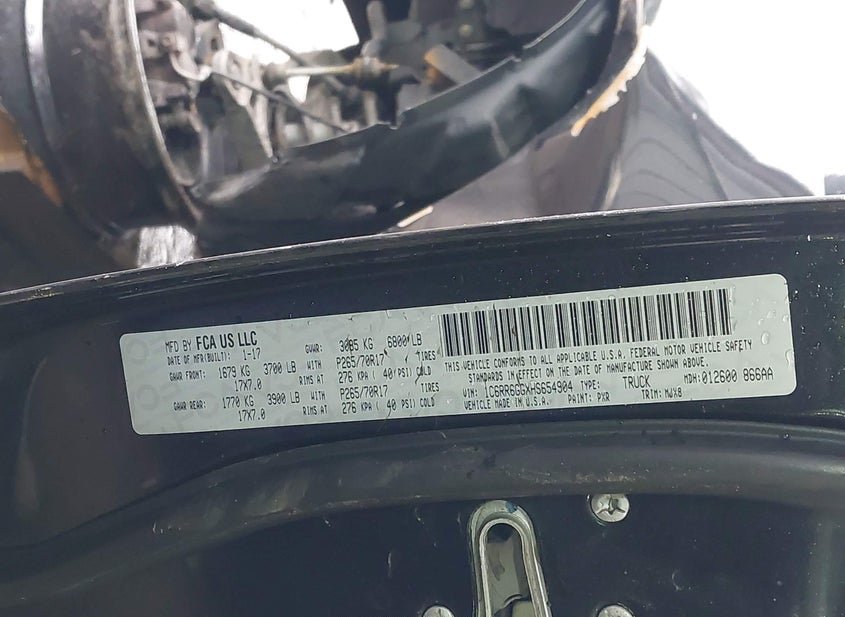 MFD BY FCA US LLC
DATE OF MFR(BUILT): 1-17 GVWR: 3085 KG 6800 LB
GAWR FRONT: 1679 KG 3700 LB WITH P265/70R17 TIRES
17X7.0 RIMS AT 276 KPA ( 40 PSI) COLD
GAWR REAR: 1770 KG 3900 LB WITH P265/70R17 TIRES
17X7.0 RIMS AT 276 KPA ( 40 PSI) COLD
THIS VEHICLE CONFORMS TO ALL APPLICABLE U.S.A. FEDERAL MOTOR VEHICLE SAFETY
STANDARDS IN EFFECT ON THE DATE OF MANUFACTURE SHOWN ABOVE.
VIN: 1C6RR6GGXHS654904 TYPE: TRUCK MDH: 012600 866AA
VEHICLE MADE IN U.S.A. PAINT: PXR TRIM: MJX8